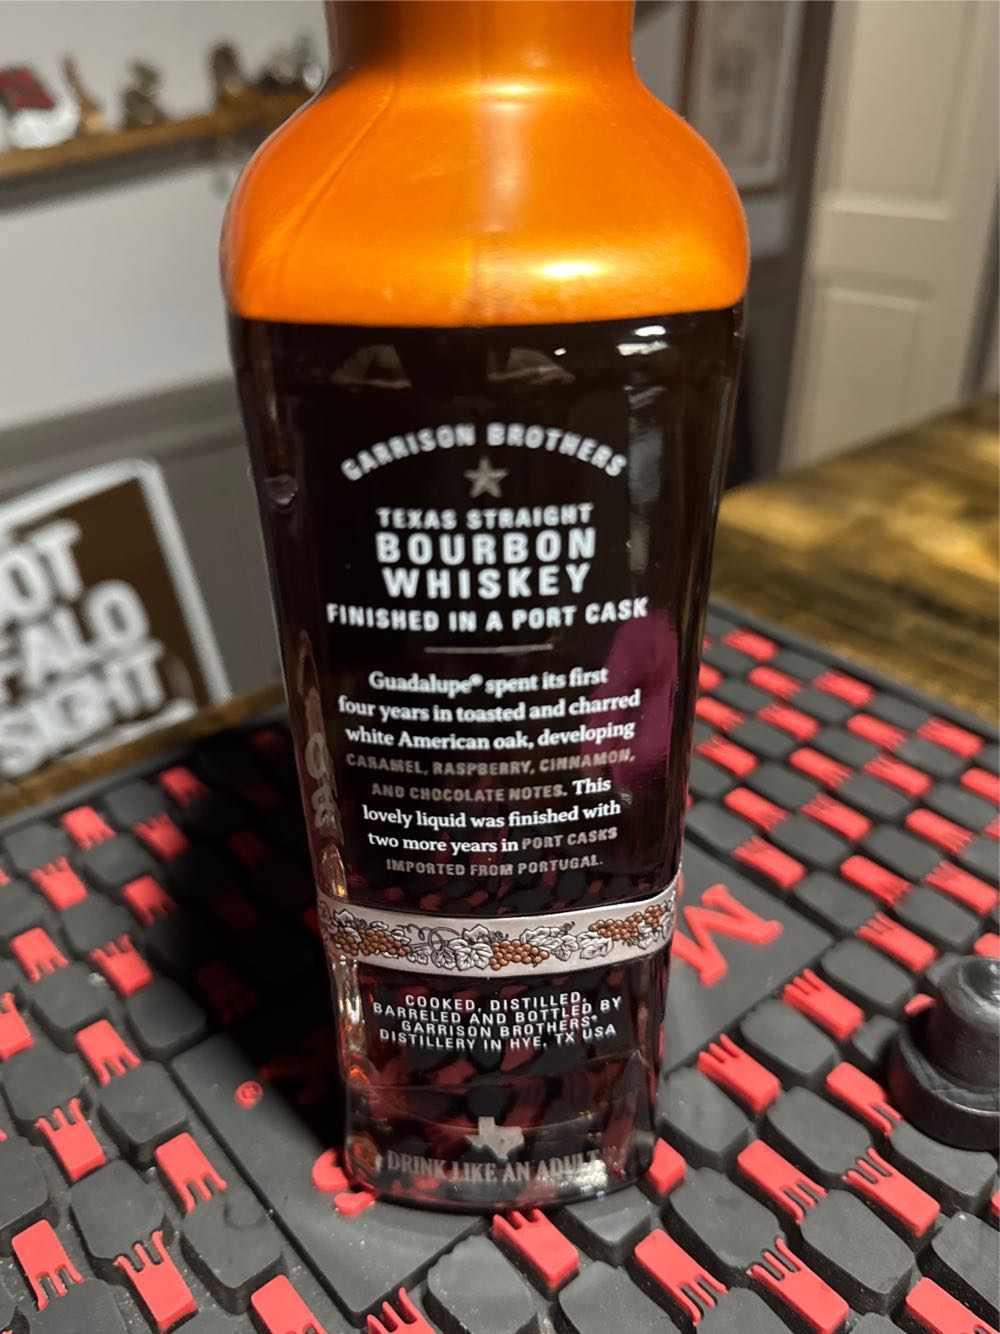 GARRISON BROTHERS
TEXAS STRAIGHT
BOURBON
WHISKEY
FINISHED IN A PORT CASK
Guadalupe® spent its first
four years in toasted and charred
white American oak, developing
CARAMEL, RASPBERRY, CINNAMON,
AND CHOCOLATE NOTES. This
lovely liquid was finished with
two more years in PORT CASKS
IMPORTED FROM PORTUGAL.
COOKED, DISTILLED,
BARRELED AND BOTTLED BY
GARRISON BROTHERS
DISTILLERY IN HYE, TX USA
DRINK LIKE AN ADULT
M
®